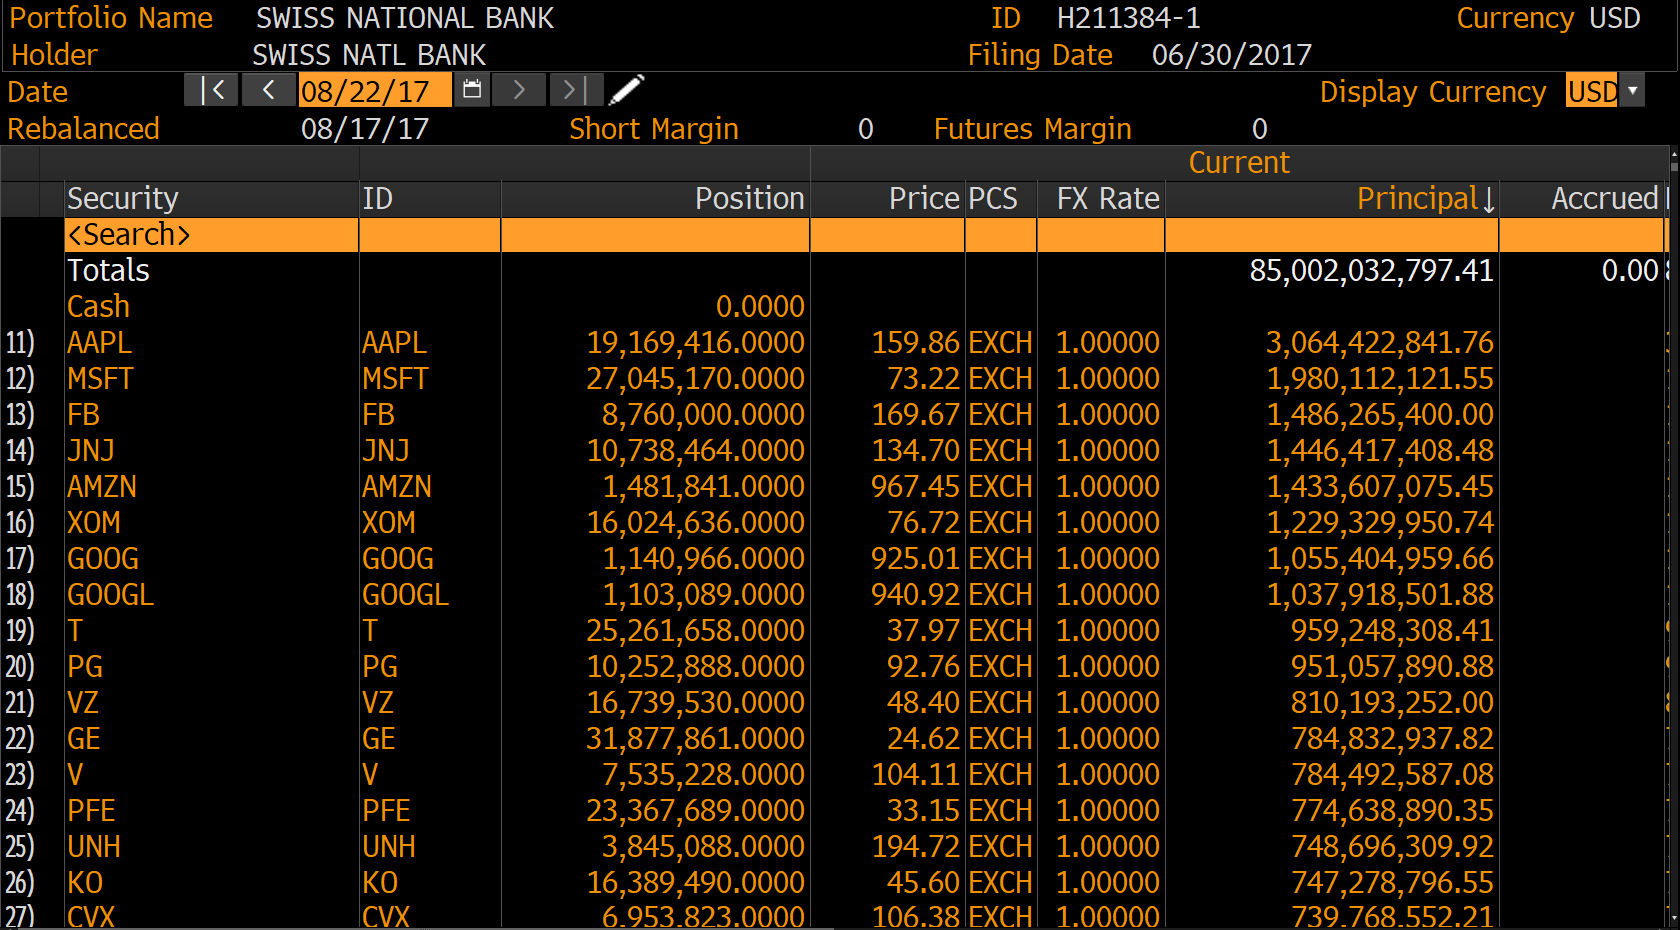 Portfolio Name SWISS NATIONAL BANK ID H211384-1 Currency USD
Holder SWISS NATL BANK Filing Date 06/30/2017
Date |< < 08/22/17 > >| Display Currency USD
Rebalanced 08/17/17 Short Margin 0 Futures Margin 0
Current
Security ID Position Price PCS FX Rate Principal↓ Accrued
<Search>
Totals 85,002,032,797.41 0.00
Cash 0.0000
11) AAPL AAPL 19,169,416.0000 159.86 EXCH 1.00000 3,064,422,841.76
12) MSFT MSFT 27,045,170.0000 73.22 EXCH 1.00000 1,980,112,121.55
13) FB FB 8,760,000.0000 169.67 EXCH 1.00000 1,486,265,400.00
14) JNJ JNJ 10,738,464.0000 134.70 EXCH 1.00000 1,446,417,408.48
15) AMZN AMZN 1,481,841.0000 967.45 EXCH 1.00000 1,433,607,075.45
16) XOM XOM 16,024,636.0000 76.72 EXCH 1.00000 1,229,329,950.74
17) GOOG GOOG 1,140,966.0000 925.01 EXCH 1.00000 1,055,404,959.66
18) GOOGL GOOGL 1,103,089.0000 940.92 EXCH 1.00000 1,037,918,501.88
19) T T 25,261,658.0000 37.97 EXCH 1.00000 959,248,308.41
20) PG PG 10,252,888.0000 92.76 EXCH 1.00000 951,057,890.88
21) VZ VZ 16,739,530.0000 48.40 EXCH 1.00000 810,193,252.00
22) GE GE 31,877,861.0000 24.62 EXCH 1.00000 784,832,937.82
23) V V 7,535,228.0000 104.11 EXCH 1.00000 784,492,587.08
24) PFE PFE 23,367,689.0000 33.15 EXCH 1.00000 774,638,890.35
25) UNH UNH 3,845,088.0000 194.72 EXCH 1.00000 748,696,309.92
26) KO KO 16,389,490.0000 45.60 EXCH 1.00000 747,278,796.55
27) CVX CVX 6,953,823.0000 106.38 EXCH 1.00000 739,768,552.21